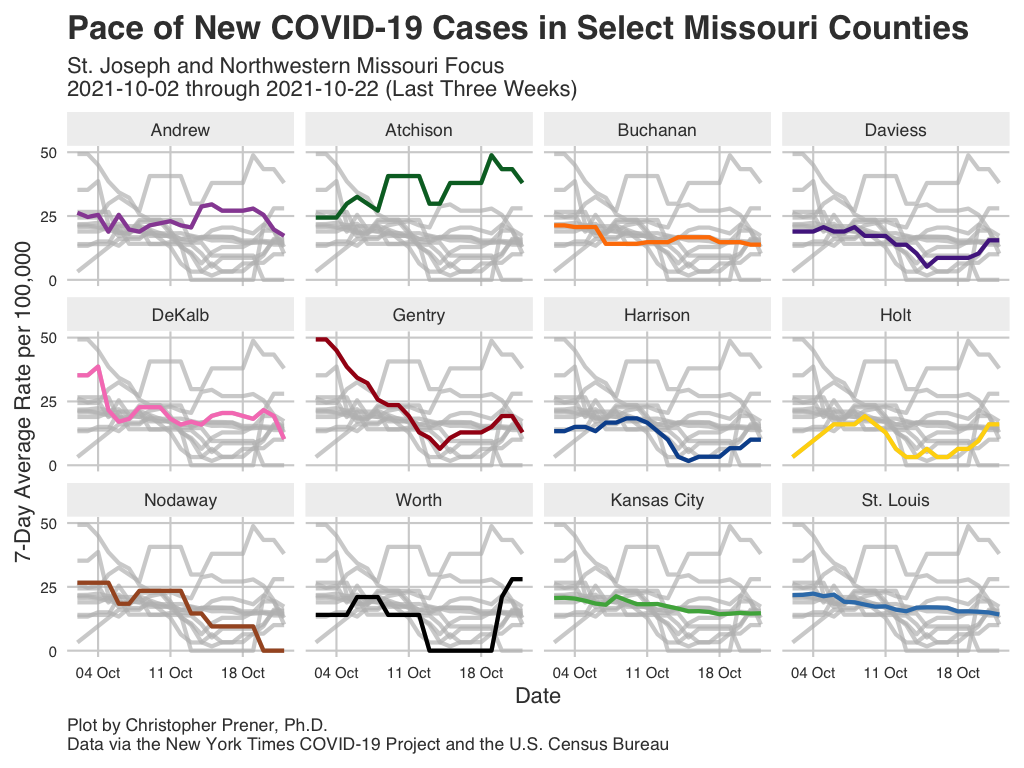 Pace of New COVID-19 Cases in Select Missouri Counties
St. Joseph and Northwestern Missouri Focus
2021-10-02 through 2021-10-22 (Last Three Weeks)
Andrew
Atchison
Buchanan
Daviess
50
25
0
DeKalb
Gentry
Harrison
Holt
50
25
0
Nodaway
Worth
Kansas City
St. Louis
50
25
0
7-Day Average Rate per 100,000
04 Oct 11 Oct 18 Oct 04 Oct 11 Oct 18 Oct 04 Oct 11 Oct 18 Oct 04 Oct 11 Oct 18 Oct
Date
Plot by Christopher Prener, Ph.D.
Data via the New York Times COVID-19 Project and the U.S. Census Bureau